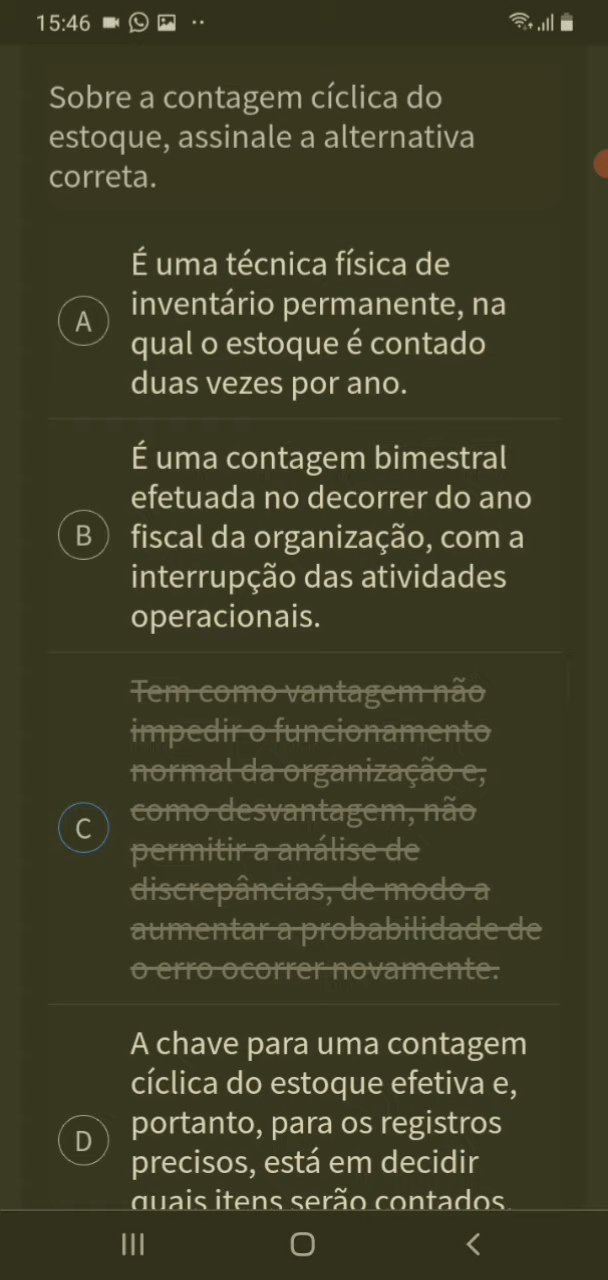 15:46
Sobre a contagem cíclica do
estoque, assinale a alternativa
correta.
A
É uma técnica física de
inventário permanente, na
qual o estoque é contado
duas vezes por ano.
B
É uma contagem bimestral
efetuada no decorrer do ano
fiscal da organização, com a
interrupção das atividades
operacionais.
C
Tem como vantagem não
impedir o funcionamento
normal da organização e,
como desvantagem, não
permitir a análise de
discrepâncias, de modo a
aumentar a probabilidade de
o erro ocorrer novamente.
D
A chave para uma contagem
cíclica do estoque efetiva e,
portanto, para os registros
precisos, está em decidir
quais itens serão contados,